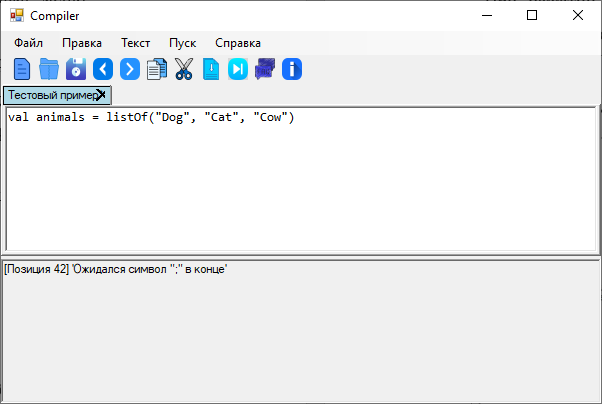 Compiler
Файл Правка Текст Пуск Справка
Тестовый пример
val animals = listOf("Dog", "Cat", "Cow")
[Позиция 42] 'Ожидался символ ";" в конце'